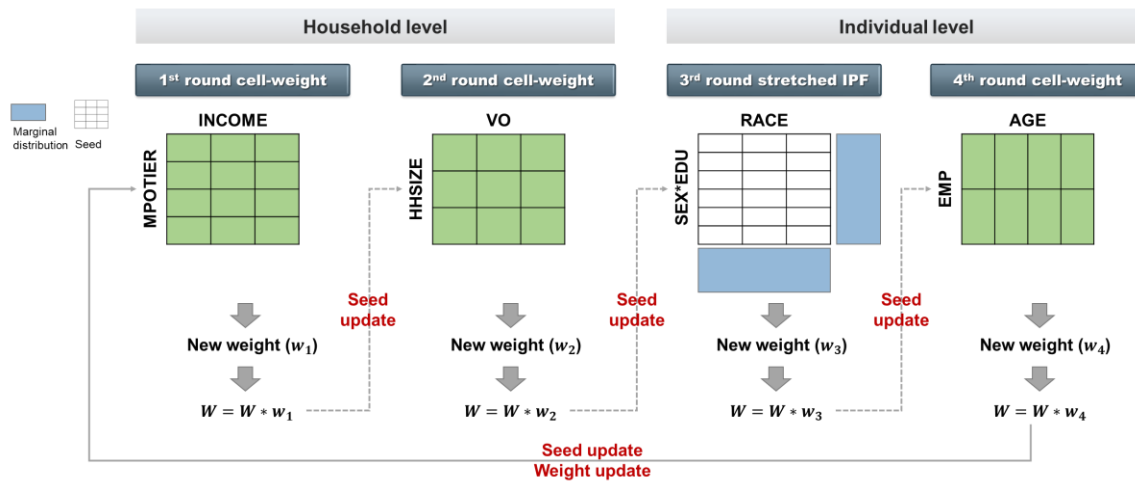 Household level
Individual level
1st round cell-weight
2nd round cell-weight
3rd round stretched IPF
4th round cell-weight
Marginal
distribution
Seed
INCOME
MPOTIER
VO
HHSIZE
RACE
SEX*EDU
AGE
EMP
Seed
update
Seed
update
Seed
update
New weight (w₁)
New weight (w₂)
New weight (w₃)
New weight (w₄)
W = W * w₁
W = W * w₂
W = W * w₃
W = W * w₄
Seed update
Weight update